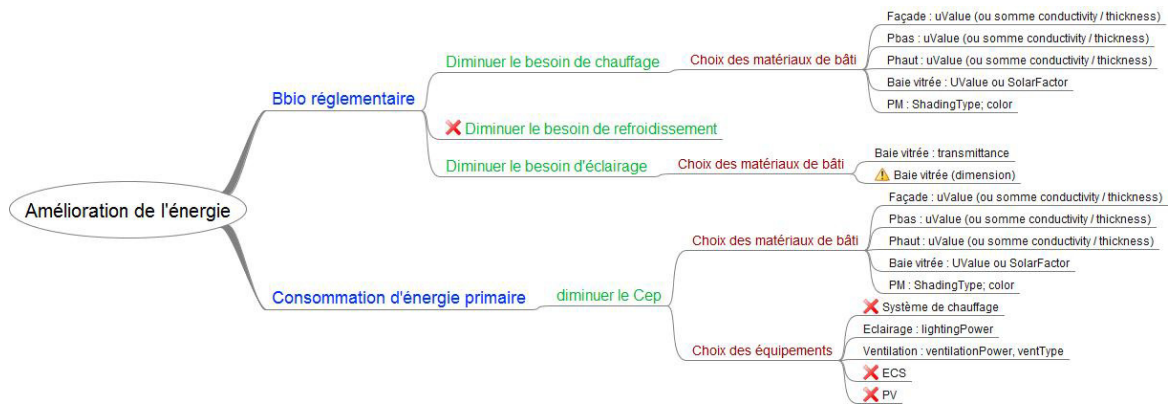 Amélioration de l'énergie
Bbio réglementaire
Diminuer le besoin de chauffage
Choix des matériaux de bâti
Façade : uValue (ou somme conductivity / thickness)
Pbas : uValue (ou somme conductivity / thickness)
Phaut : uValue (ou somme conductivity / thickness)
Baie vitrée : UValue ou SolarFactor
PM : ShadingType; color
Diminuer le besoin de refroidissement
Diminuer le besoin d'éclairage
Choix des matériaux de bâti
Baie vitrée : transmittance
Baie vitrée (dimension)
Consommation d'énergie primaire
diminuer le Cep
Choix des matériaux de bâti
Façade : uValue (ou somme conductivity / thickness)
Pbas : uValue (ou somme conductivity / thickness)
Phaut : uValue (ou somme conductivity / thickness)
Baie vitrée : UValue ou SolarFactor
PM : ShadingType; color
Choix des équipements
Système de chauffage
Eclairage : lightingPower
Ventilation : ventilationPower, ventType
ECS
PV